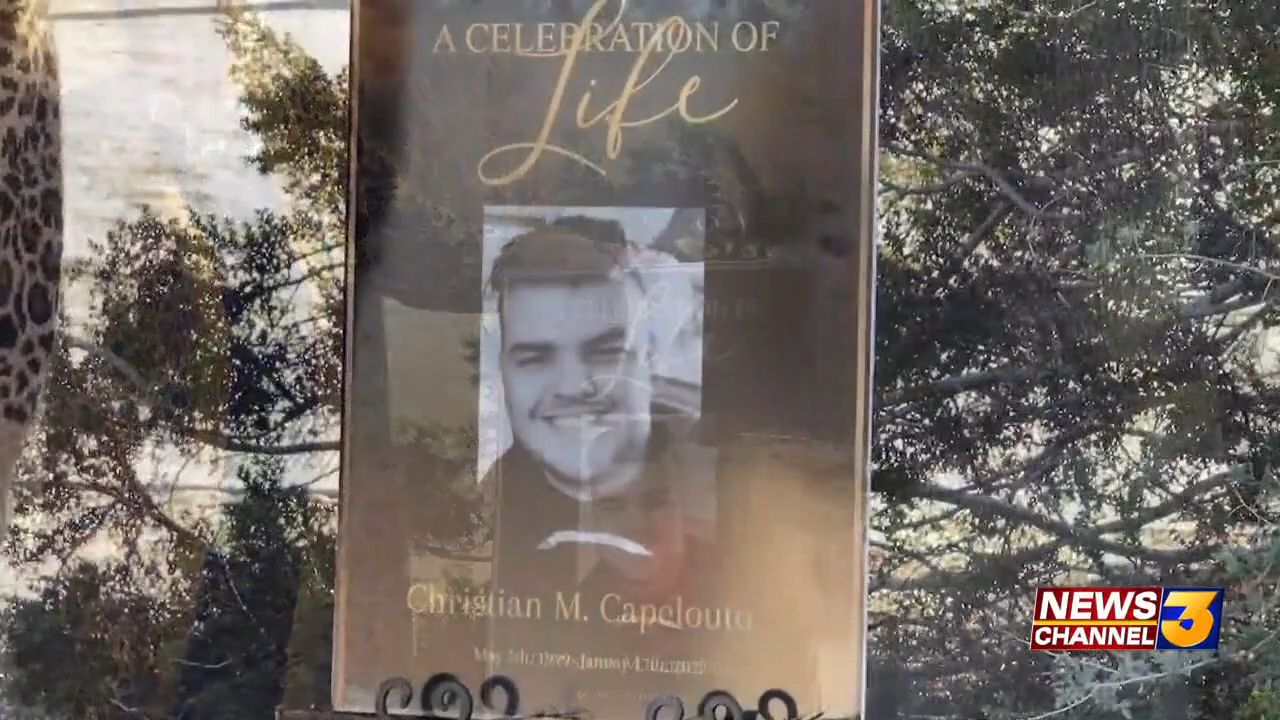 A CELEBRATION OF
Life
Christian M. Capelouto
NEWS
CHANNEL 3